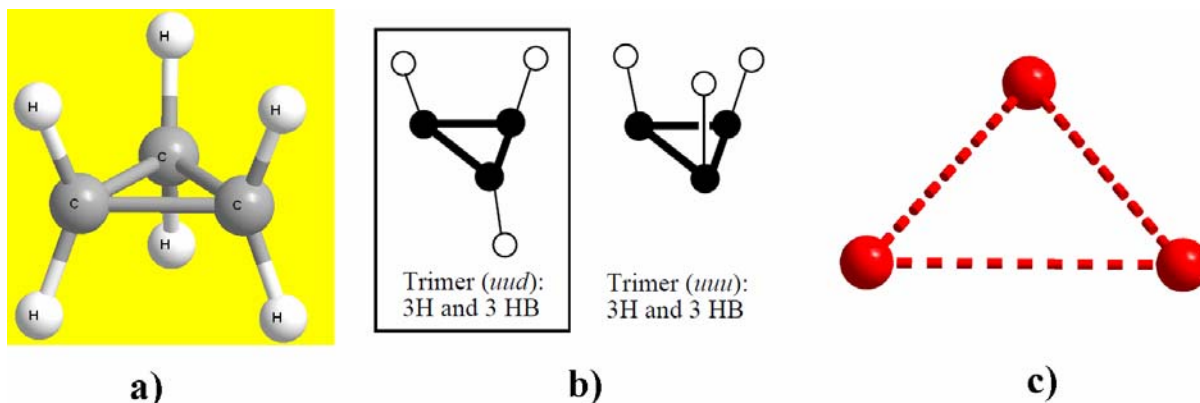 H
H
H
C
C
C
H
H
H
Trimer (uud):
3H and 3 HB
Trimer (uuu):
3H and 3 HB
a)
b)
c)